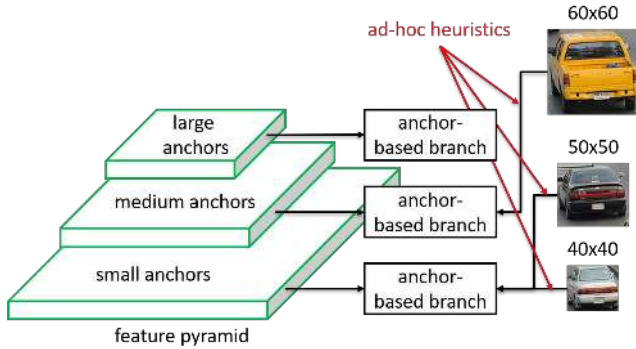 60x60
ad-hoc heuristics
large
anchors
anchor-
based branch
50x50
medium anchors
anchor-
based branch
40x40
small anchors
anchor-
based branch
feature pyramid